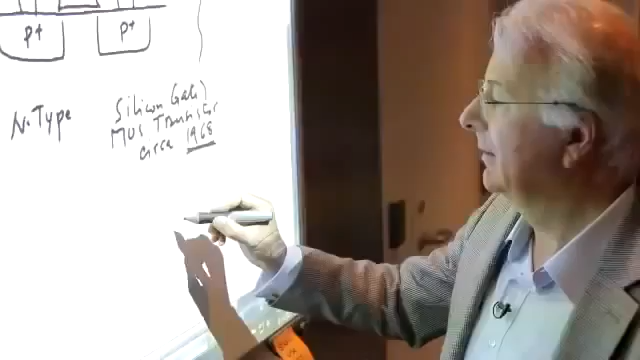 P+ P+
N-Type
Silicon Gate
MOS Transistor
circa 1968